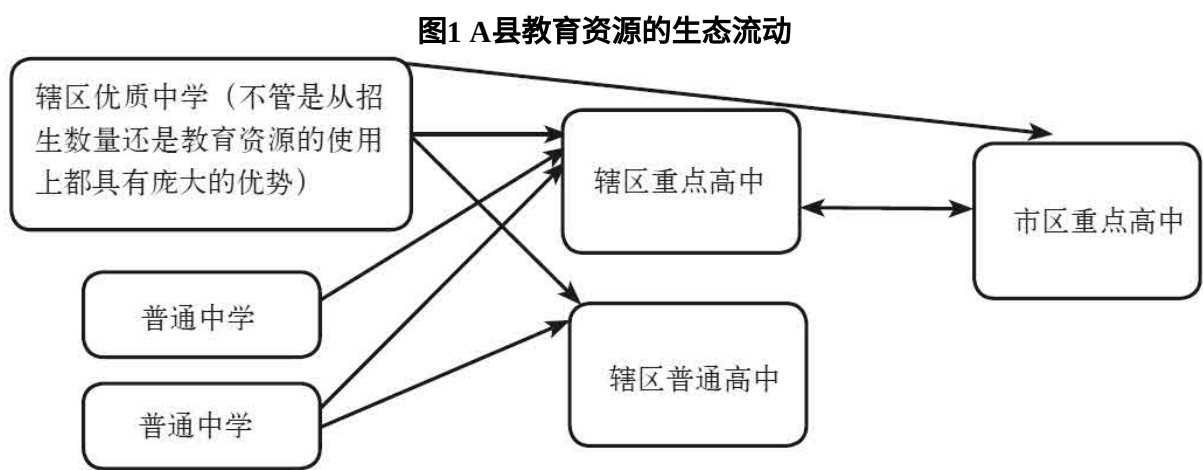 图1 A县教育资源的生态流动
辖区优质中学（不管是从招
生数量还是教育资源的使用
上都具有庞大的优势）
辖区重点高中
市区重点高中
普通中学
辖区普通高中
普通中学